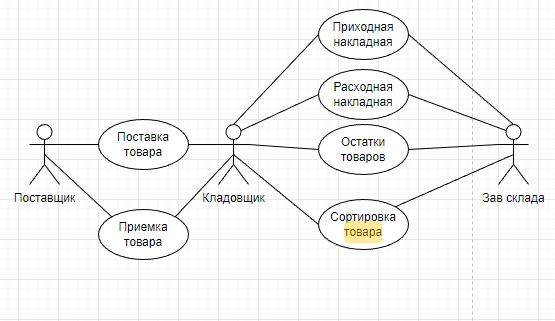 Приходная
накладная
Расходная
накладная
Поставка
товара
Остатки
товаров
Поставщик
Кладовщик
Зав склада
Приемка
товара
Сортировка
товара